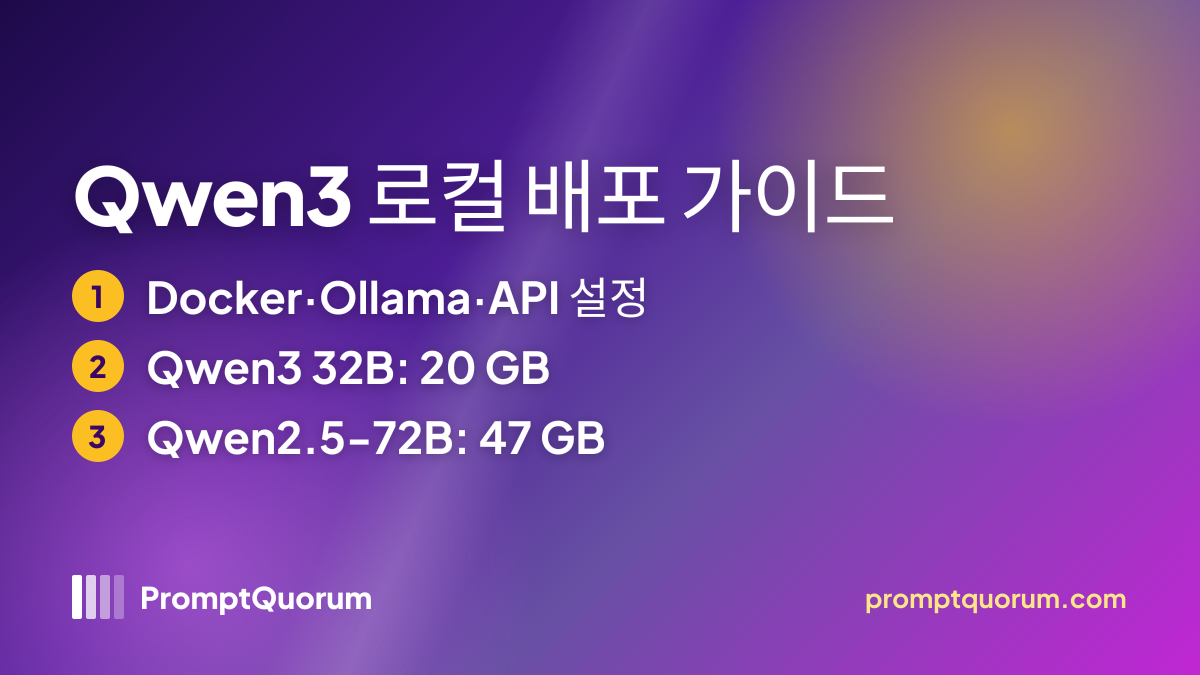 Qwen3 로컬 배포 가이드
1 Docker·Ollama·API 설정
2 Qwen3 32B: 20 GB
3 Qwen2.5-72B: 47 GB
PromptQuorum
promptquorum.com